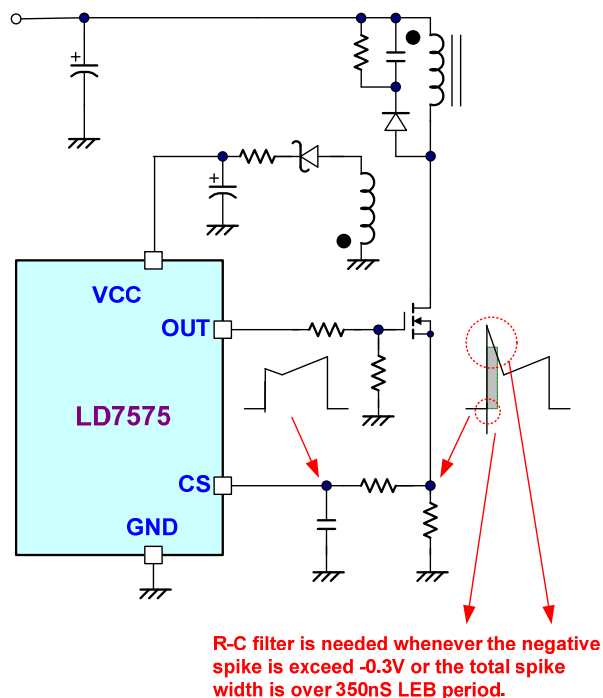 +
+
VCC
OUT
LD7575
CS
GND
R-C filter is needed whenever the negative
spike is exceed -0.3V or the total spike
width is over 350nS LEB period.